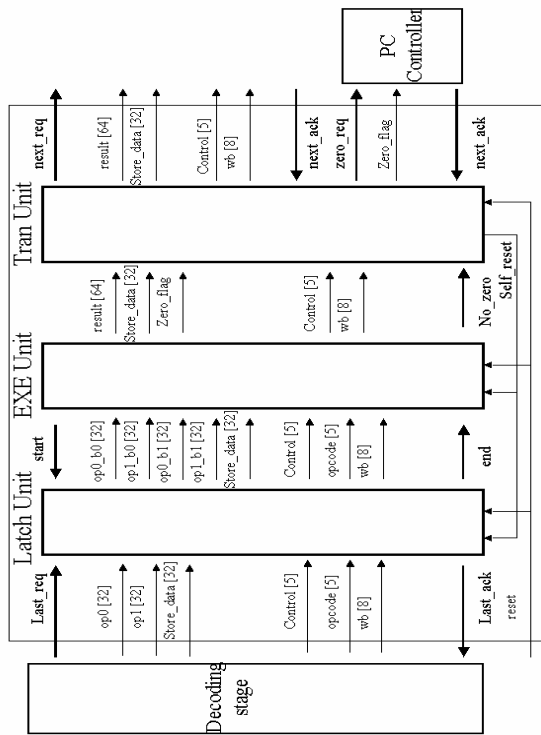 Decoding
stage
Last_req
op0 [32]
op1 [32]
Store_data [32]
Control [5]
opcode [5]
wb [8]
Last_ack
reset
Latch Unit
start
op0_b0 [32]
op1_b0 [32]
op0_b1 [32]
op1_b1 [32]
Store_data [32]
Control [5]
opcode [5]
wb [8]
end
EXE Unit
result [64]
Store_data [32]
Zero_flag
Control [5]
wb [8]
No_zero
Self_reset
Tran Unit
next_req
result [64]
Store_data [32]
Control [5]
wb [8]
next_ack
zero_req
Zero_flag
next_ack
PC
Controller